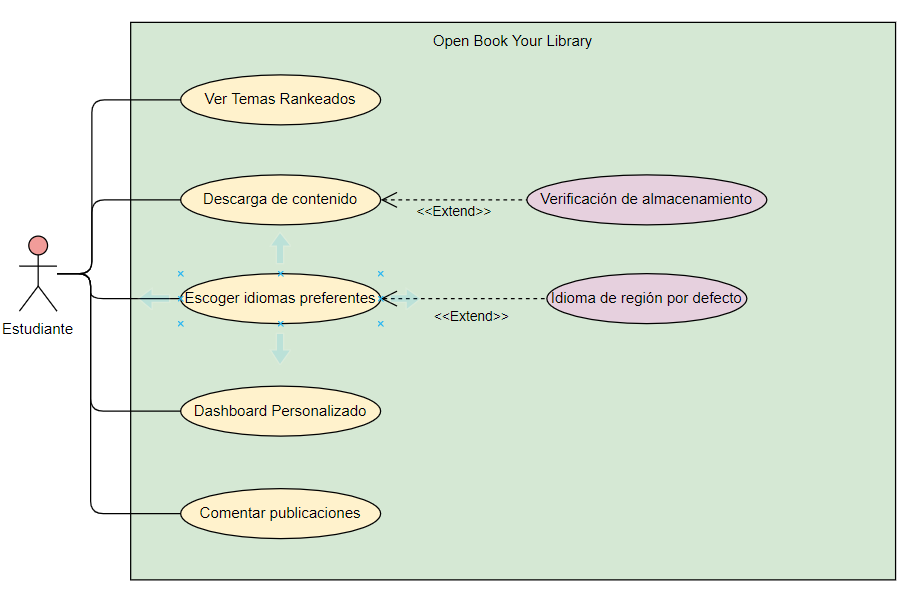 Open Book Your Library
Ver Temas Rankeados
Descarga de contenido
<<Extend>>
Verificación de almacenamiento
Escoger idiomas preferentes
<<Extend>>
Idioma de región por defecto
Estudiante
Dashboard Personalizado
Comentar publicaciones